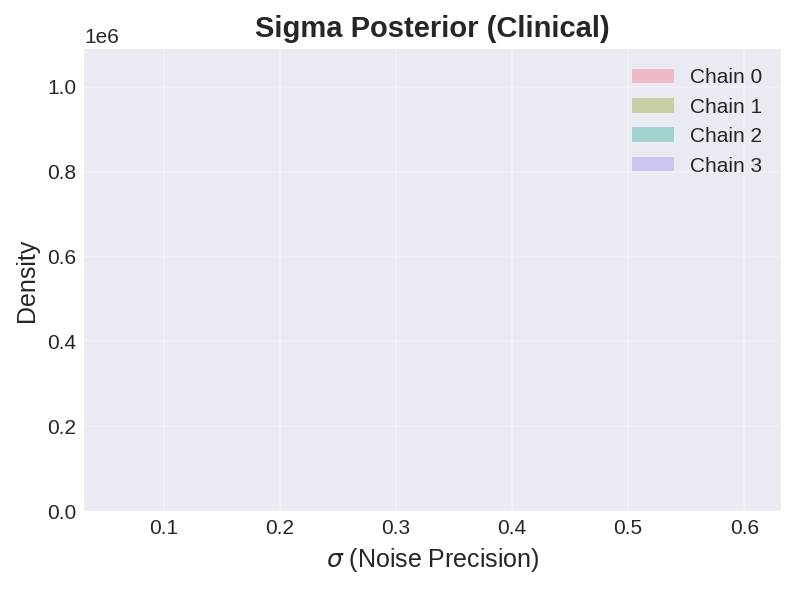 Sigma Posterior (Clinical)
1e6
Chain 0
Chain 1
Chain 2
Chain 3
1.0
0.8
0.6
0.4
0.2
0.0
Density
0.1 0.2 0.3 0.4 0.5 0.6
σ (Noise Precision)